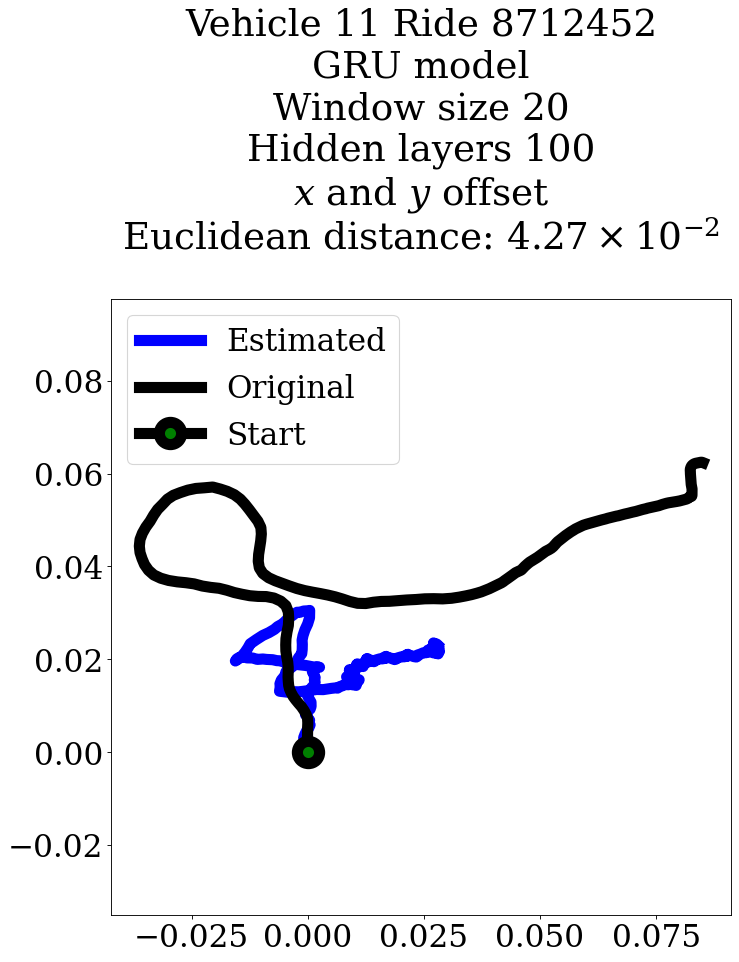 Vehicle 11 Ride 8712452
GRU model
Window size 20
Hidden layers 100
x and y offset
Euclidean distance: 4.27 × 10⁻²
Estimated
Original
Start
0.08
0.06
0.04
0.02
0.00
−0.02
−0.025 0.000 0.025 0.050 0.075